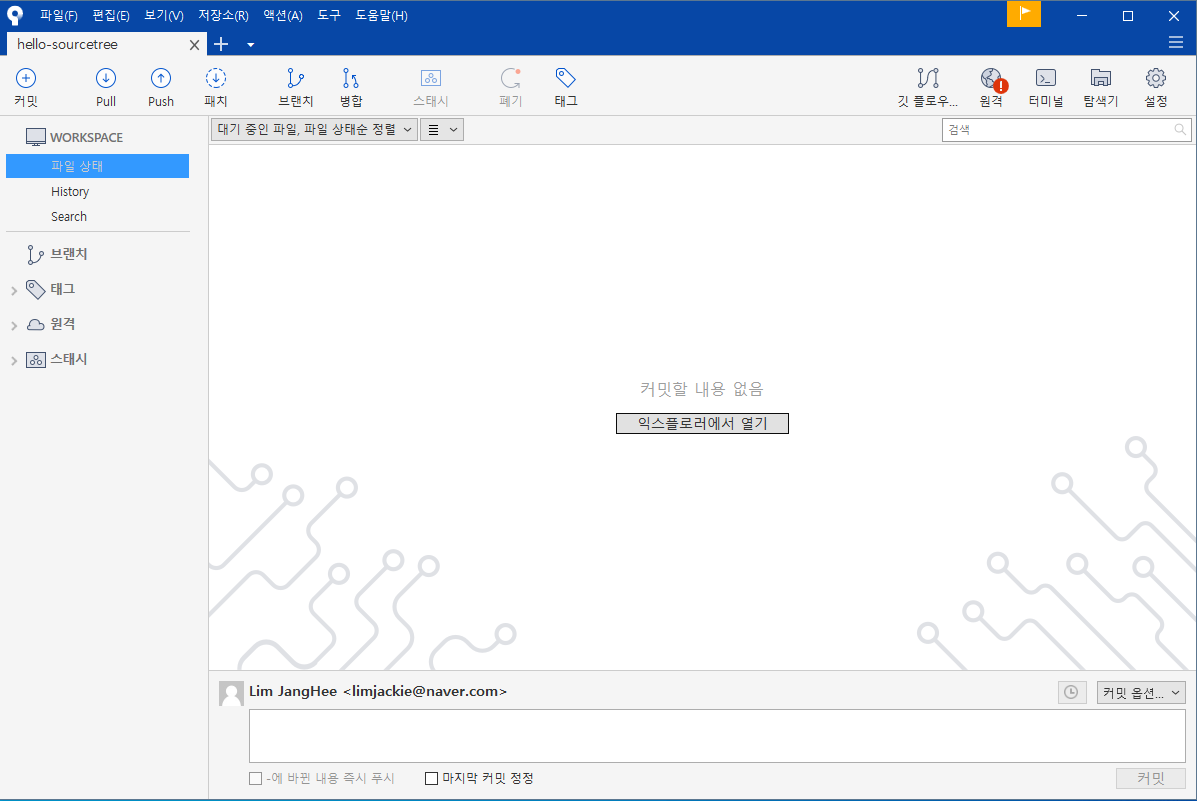 파일(F) 편집(E) 보기(V) 저장소(R) 액션(A) 도구 도움말(H)
hello-sourcetree
커밋 Pull Push 패치 브랜치 병합 스태시 폐기 태그 깃 플로우... 원격 터미널 탐색기 설정
WORKSPACE
파일 상태
History
Search
브랜치
태그
원격
스태시
대기 중인 파일, 파일 상태순 정렬
검색
커밋할 내용 없음
익스플로러에서 열기
Lim JangHee <limjackie@naver.com>
커밋 옵션...
-에 바뀐 내용 즉시 푸시
마지막 커밋 정정
커밋